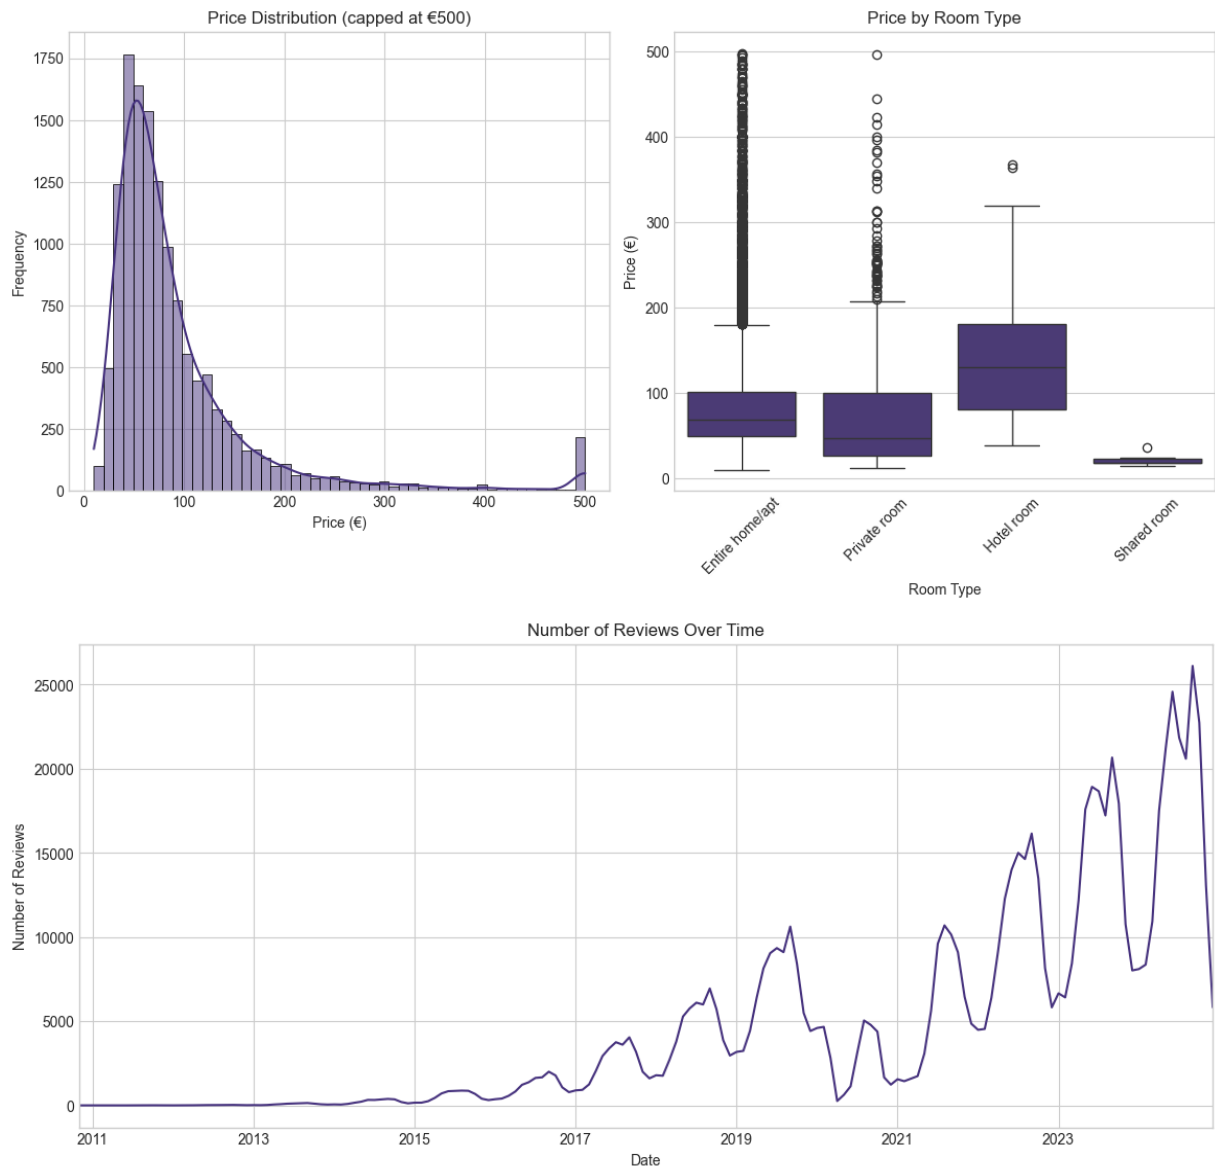 Price Distribution (capped at €500)
Frequency
1750
1500
1250
1000
750
500
250
0
0 100 200 300 400 500
Price (€)
Price by Room Type
Price (€)
500
400
300
200
100
0
Entire home/apt
Private room
Hotel room
Shared room
Room Type
Number of Reviews Over Time
Number of Reviews
25000
20000
15000
10000
5000
0
2011 2013 2015 2017 2019 2021 2023
Date